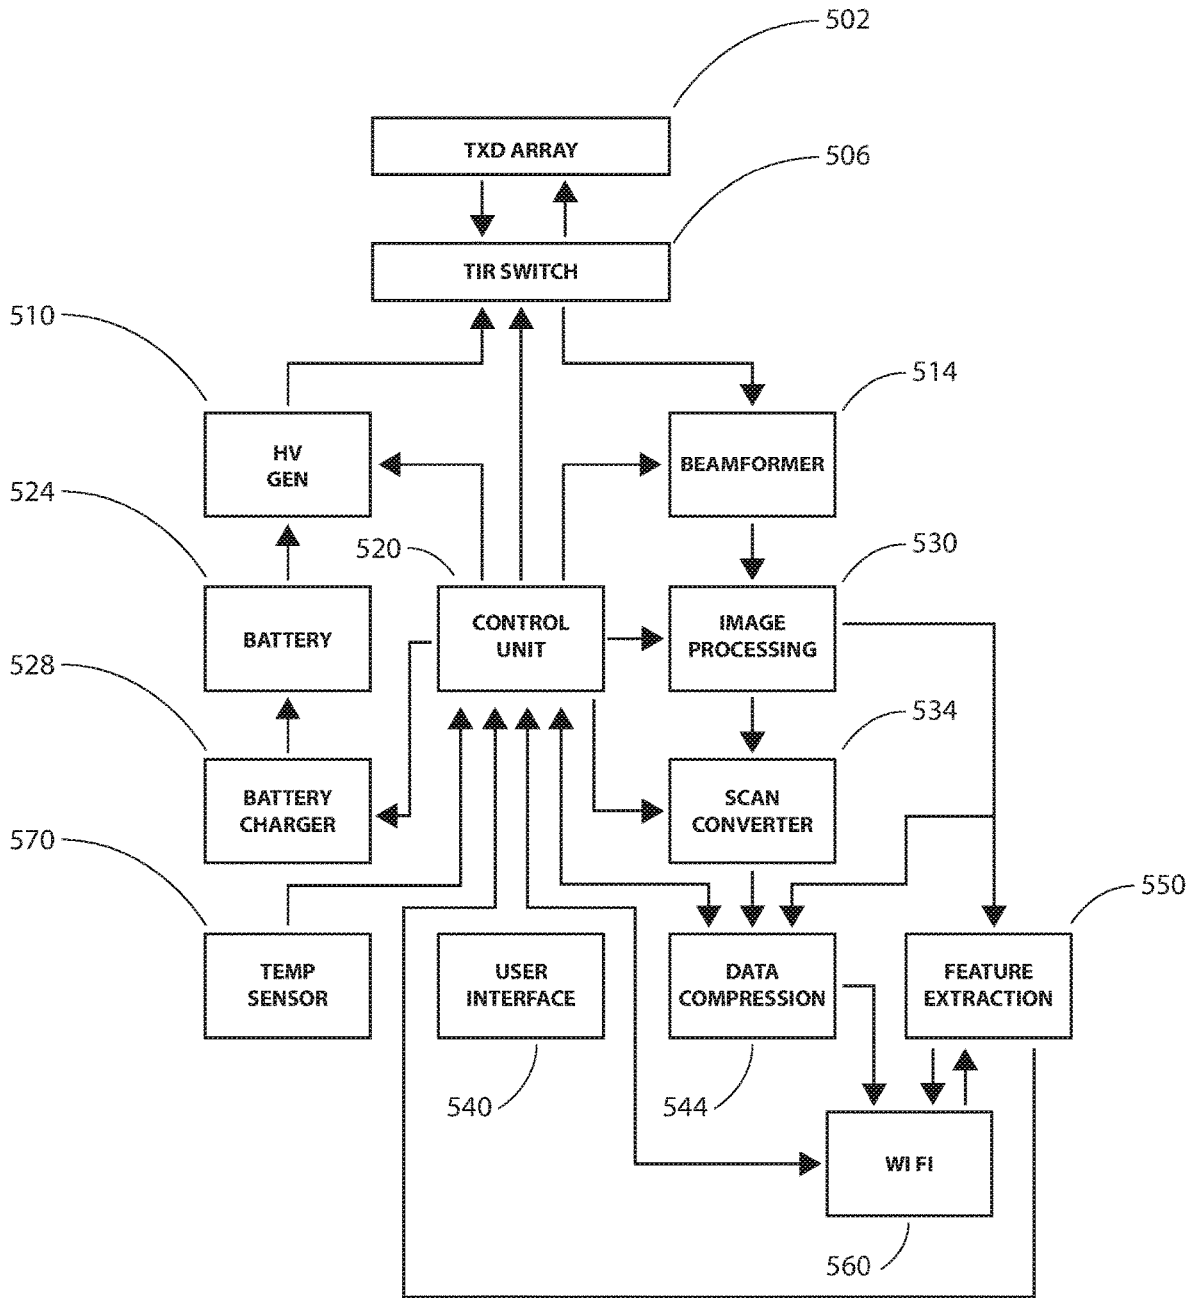 502
TXD ARRAY
506
TIR SWITCH
510
514
HV
GEN
BEAMFORMER
524
520
530
BATTERY
CONTROL
UNIT
IMAGE
PROCESSING
528
534
BATTERY
CHARGER
SCAN
CONVERTER
570
550
TEMP
SENSOR
USER
INTERFACE
DATA
COMPRESSION
FEATURE
EXTRACTION
540
544
WI FI
560